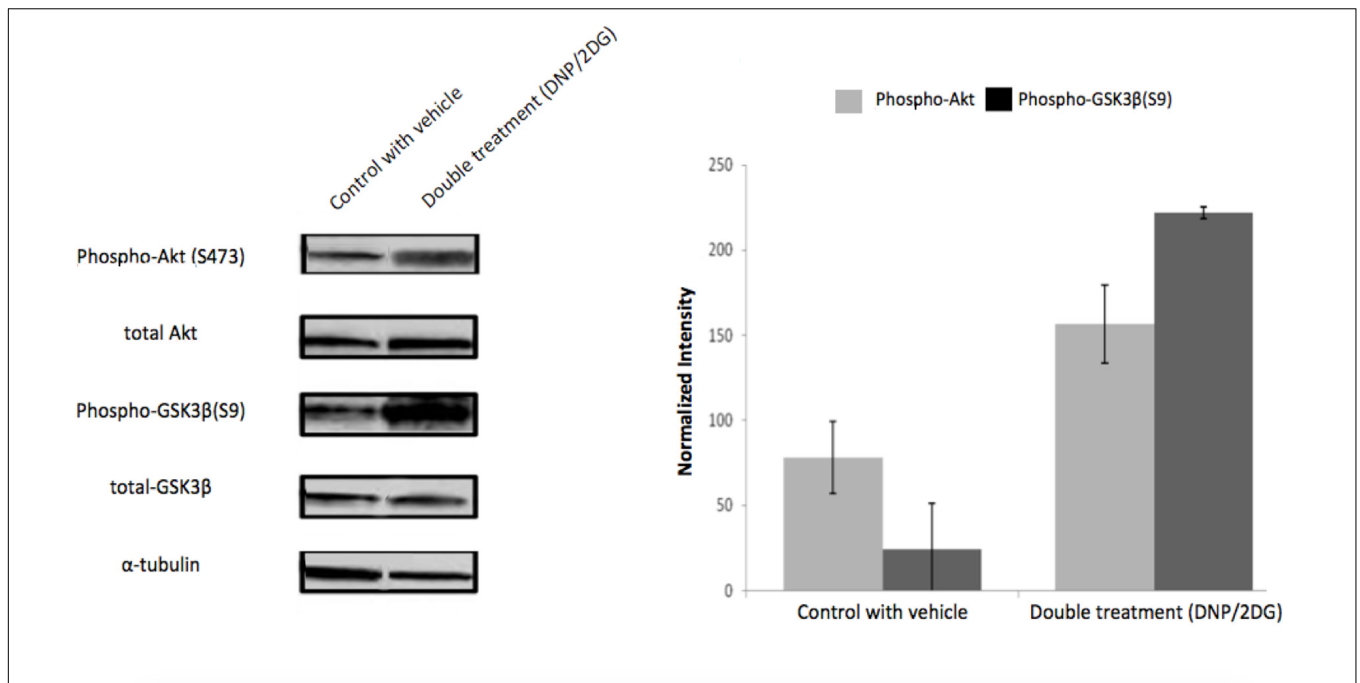 Control with vehicle
Double treatment (DNP/2DG)
Phospho-Akt (S473)
total Akt
Phospho-GSK3β(S9)
total-GSK3β
α-tubulin
Phospho-Akt Phospho-GSK3β(S9)
Normalized Intensity
250
200
150
100
50
0
Control with vehicle Double treatment (DNP/2DG)